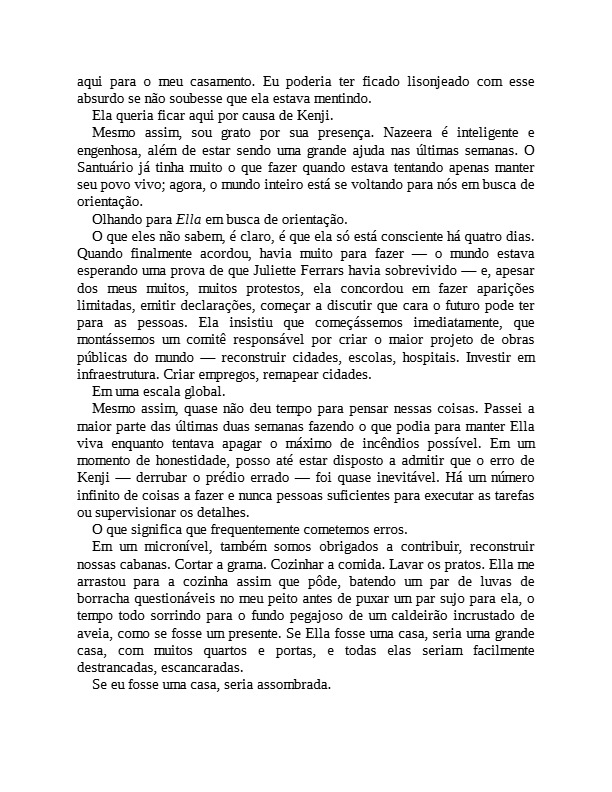 aqui para o meu casamento. Eu poderia ter ficado lisonjeado com esse
absurdo se não soubesse que ela estava mentindo.
Ela queria ficar aqui por causa de Kenji.
Mesmo assim, sou grato por sua presença. Nazeera é inteligente e
engenhosa, além de estar sendo uma grande ajuda nas últimas semanas. O
Santuário já tinha muito o que fazer quando estava tentando apenas manter
seu povo vivo; agora, o mundo inteiro está se voltando para nós em busca de
orientação.
Olhando para Ella em busca de orientação.
O que eles não sabem, é claro, é que ela só está consciente há quatro dias.
Quando finalmente acordou, havia muito para fazer — o mundo estava
esperando uma prova de que Juliette Ferrars havia sobrevivido — e, apesar
dos meus muitos, muitos protestos, ela concordou em fazer aparições
limitadas, emitir declarações, começar a discutir que cara o futuro pode ter
para as pessoas. Ela insistiu que começássemos imediatamente, que
montássemos um comitê responsável por criar o maior projeto de obras
públicas do mundo — reconstruir cidades, escolas, hospitais. Investir em
infraestrutura. Criar empregos, remapear cidades.
Em uma escala global.
Mesmo assim, quase não deu tempo para pensar nessas coisas. Passei a
maior parte das últimas duas semanas fazendo o que podia para manter Ella
viva enquanto tentava apagar o máximo de incêndios possível. Em um
momento de honestidade, posso até estar disposto a admitir que o erro de
Kenji — derrubar o prédio errado — foi quase inevitável. Há um número
infinito de coisas a fazer e nunca pessoas suficientes para executar as tarefas
ou supervisionar os detalhes.
O que significa que frequentemente cometemos erros.
Em um micronível, também somos obrigados a contribuir, reconstruir
nossas cabanas. Cortar a grama. Cozinhar a comida. Lavar os pratos. Ella me
arrastou para a cozinha assim que pôde, batendo um par de luvas de
borracha questionáveis no meu peito antes de puxar um par sujo para ela, o
tempo todo sorrindo para o fundo pegajoso de um caldeirão incrustado de
aveia, como se fosse um presente. Se Ella fosse uma casa, seria uma grande
casa, com muitos quartos e portas, e todas elas seriam facilmente
destrancadas, escancaradas.
Se eu fosse uma casa, seria assombrada.